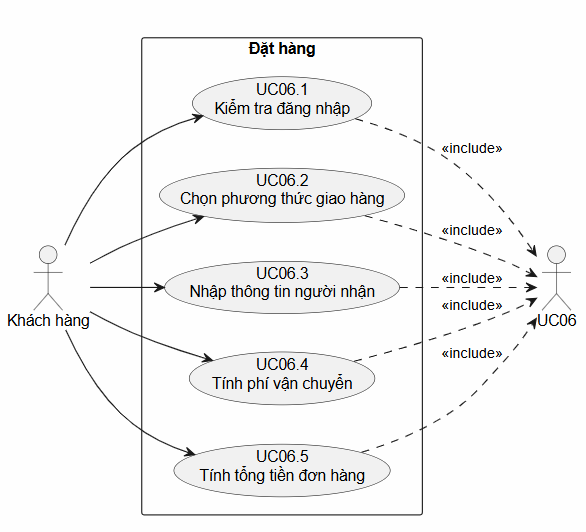 Đặt hàng
UC06.1
Kiểm tra đăng nhập
«include»
UC06.2
Chọn phương thức giao hàng
«include»
UC06.3
Nhập thông tin người nhận
«include»
«include»
Khách hàng
UC06
UC06.4
Tính phí vận chuyển
«include»
UC06.5
Tính tổng tiền đơn hàng